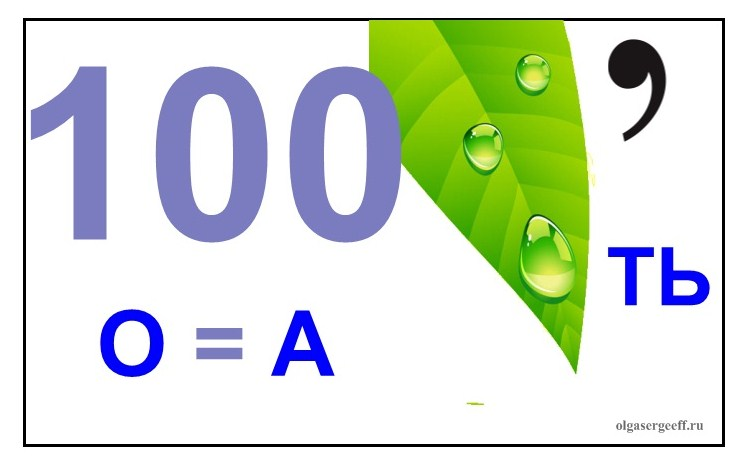 100 ,
ТЬ
О = А
olgasergeeff.ru